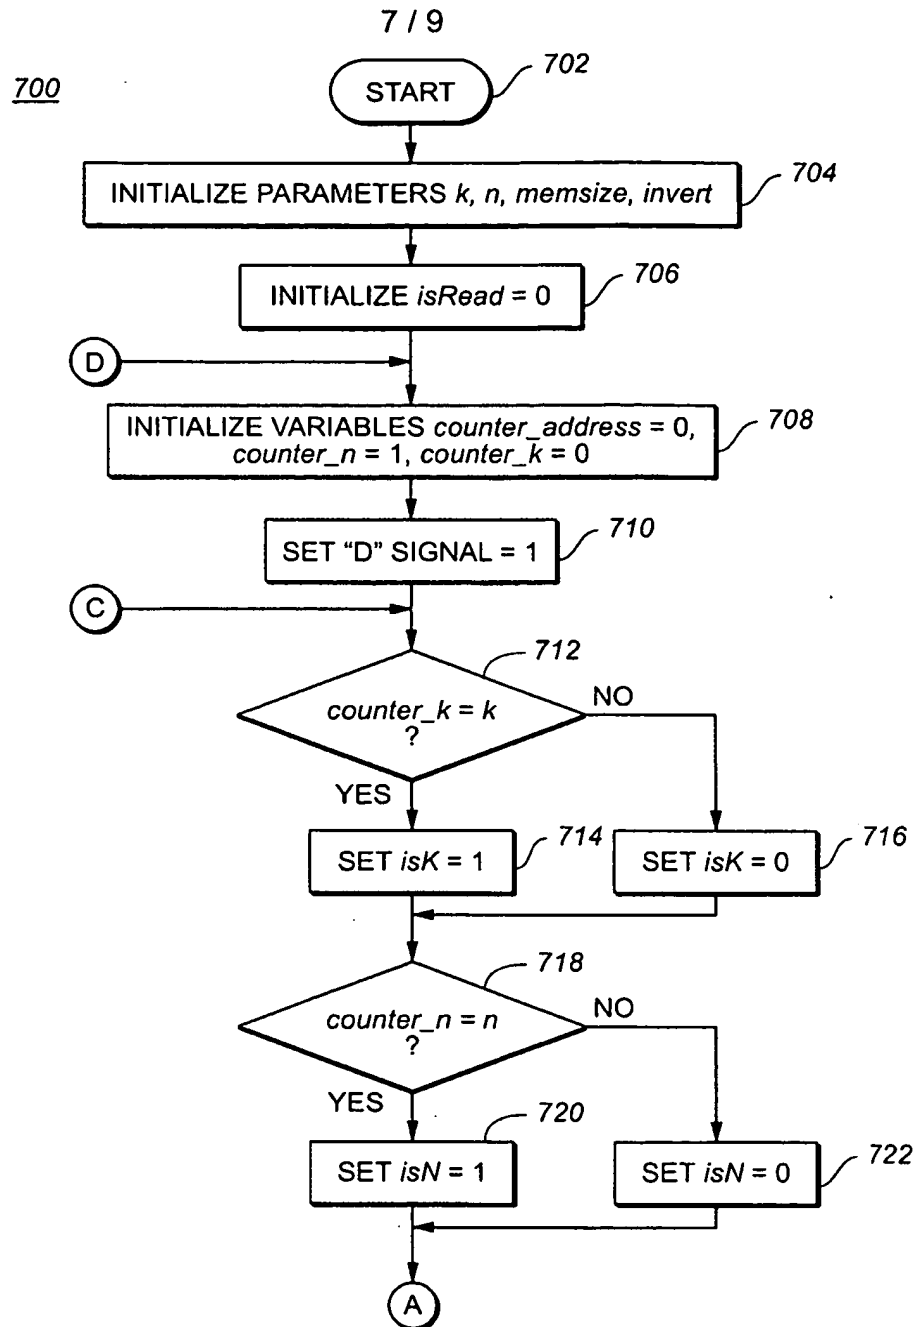 7 / 9
700
START
702
INITIALIZE PARAMETERS k, n, memsize, invert
704
INITIALIZE isRead = 0
706
D
INITIALIZE VARIABLES counter_address = 0,
counter_n = 1, counter_k = 0
708
SET “D” SIGNAL = 1
710
C
712
counter_k = k
?
NO
YES
SET isK = 1
714
SET isK = 0
716
718
counter_n = n
?
NO
YES
720
SET isN = 1
SET isN = 0
722
A